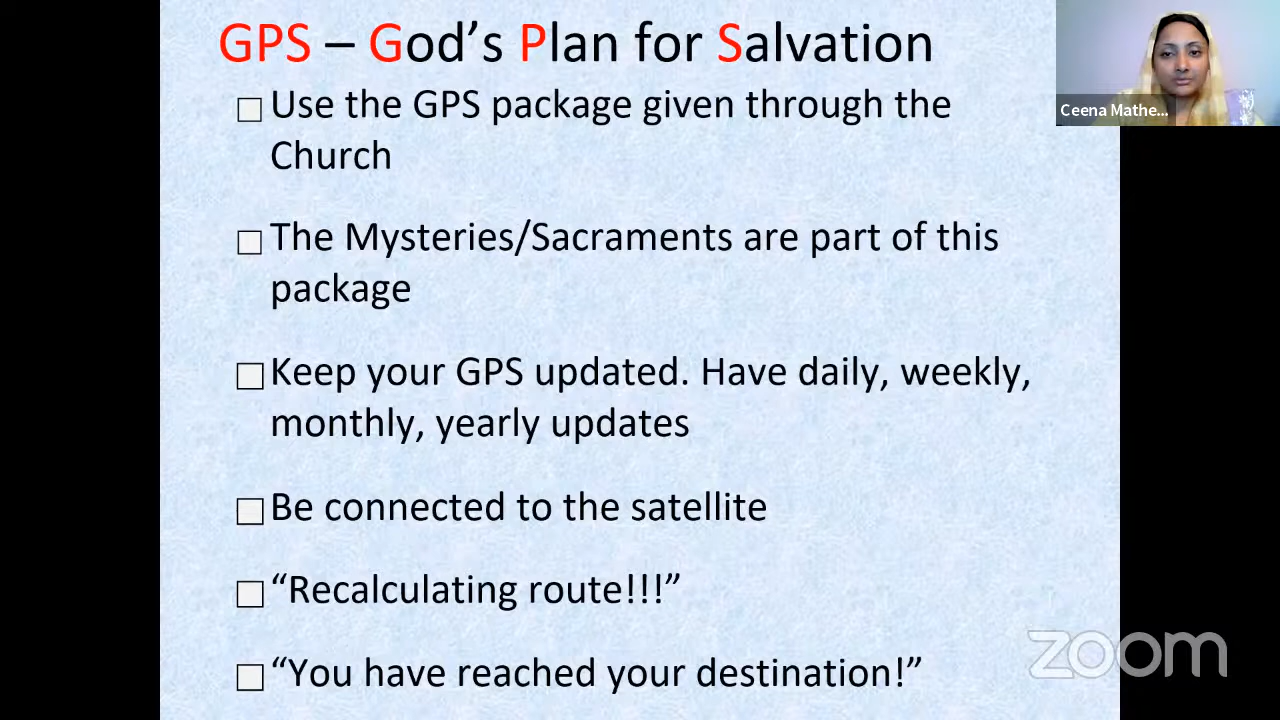 GPS – God’s Plan for Salvation
Use the GPS package given through the
Church
The Mysteries/Sacraments are part of this
package
Keep your GPS updated. Have daily, weekly,
monthly, yearly updates
Be connected to the satellite
“Recalculating route!!!”
“You have reached your destination!”
Ceena Mathe...
zoom